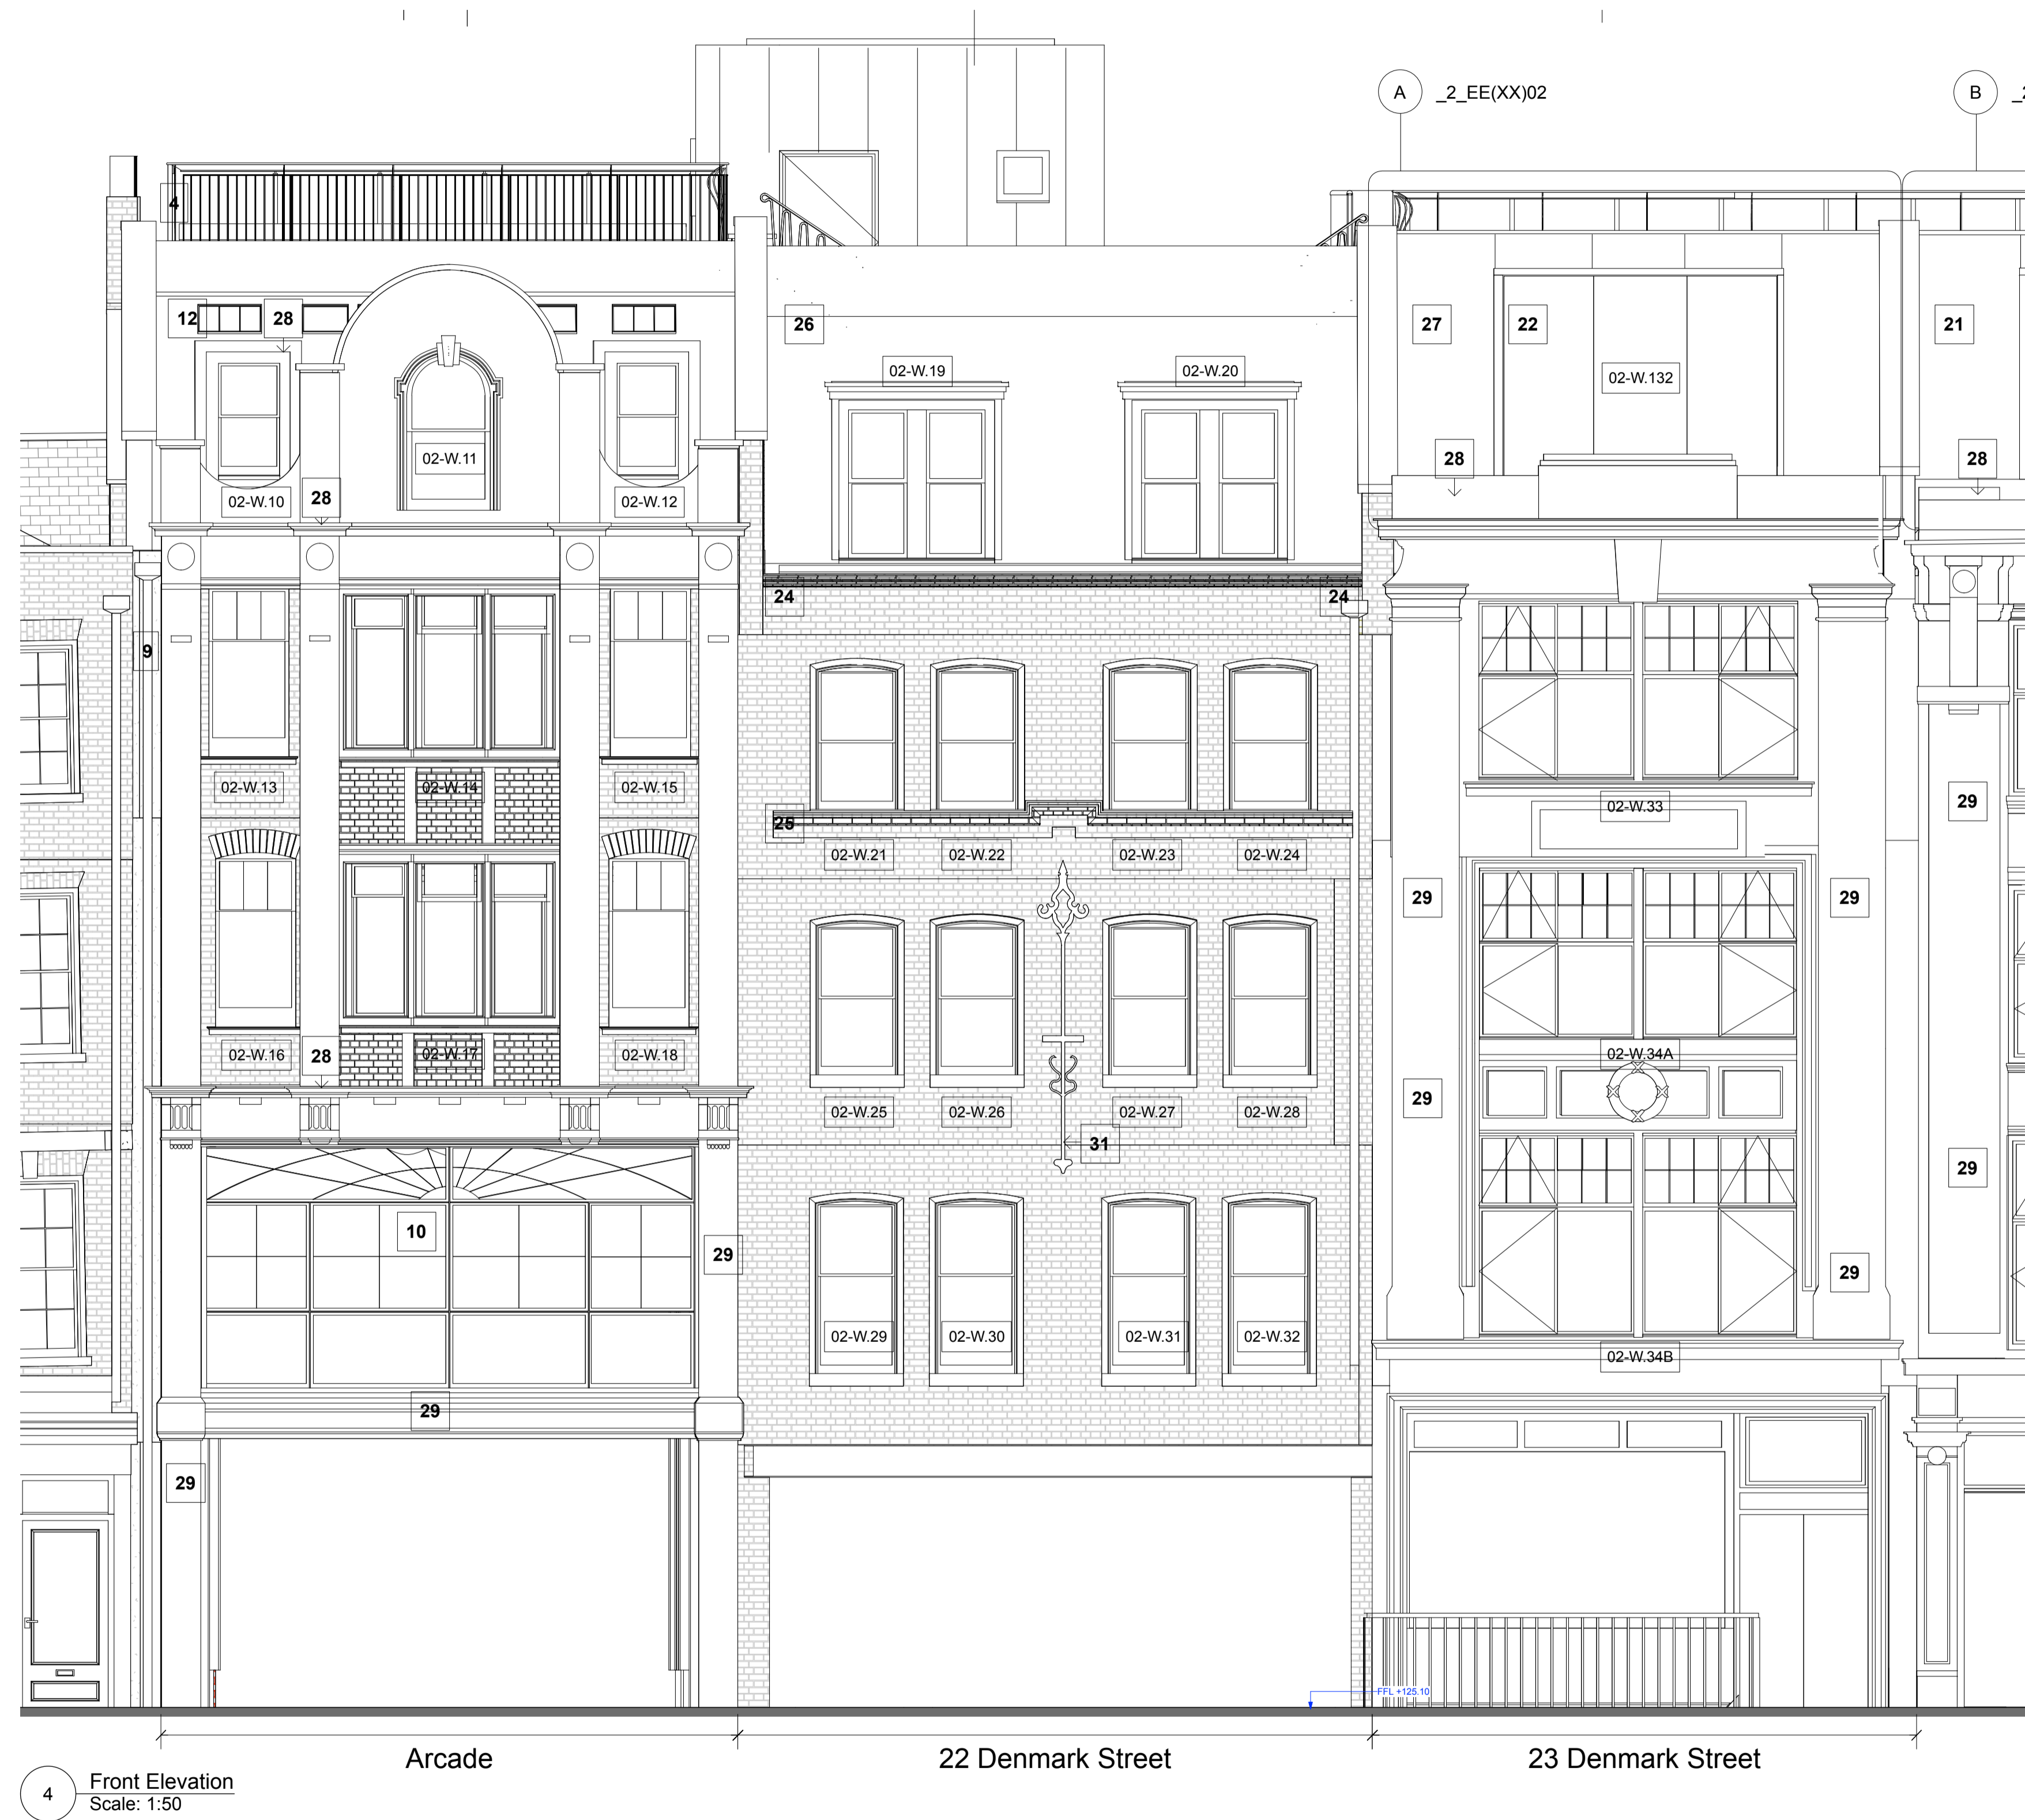 A _2_EE(XX)02
B
4
12
28
26
27
22
21
02-W.19
02-W.20
02-W.132
02-W.11
28
28
02-W.10
28
02-W.12
24
24
9
02-W.13
02-W.14
02-W.15
02-W.33
29
25
02-W.21
02-W.22
02-W.23
02-W.24
29
29
02-W.16
28
02-W.17
02-W.18
02-W.34A
29
02-W.25
02-W.26
02-W.27
02-W.28
31
29
10
29
29
02-W.29
02-W.30
02-W.31
02-W.32
02-W.34B
29
29
FFL +125.10
Arcade
22 Denmark Street
23 Denmark Street
4
Front Elevation
Scale: 1:50